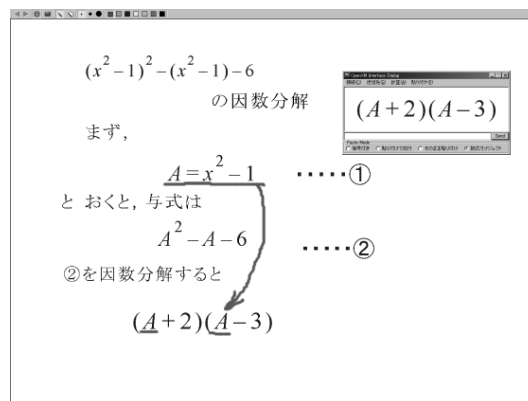 (x²−1)²−(x²−1)−6
の因数分解
まず,
A=x²−1 ・・・・・①
と おくと, 与式は
A²−A−6 ・・・・・②
②を因数分解すると
(A+2)(A−3)
(A+2)(A−3)
Send